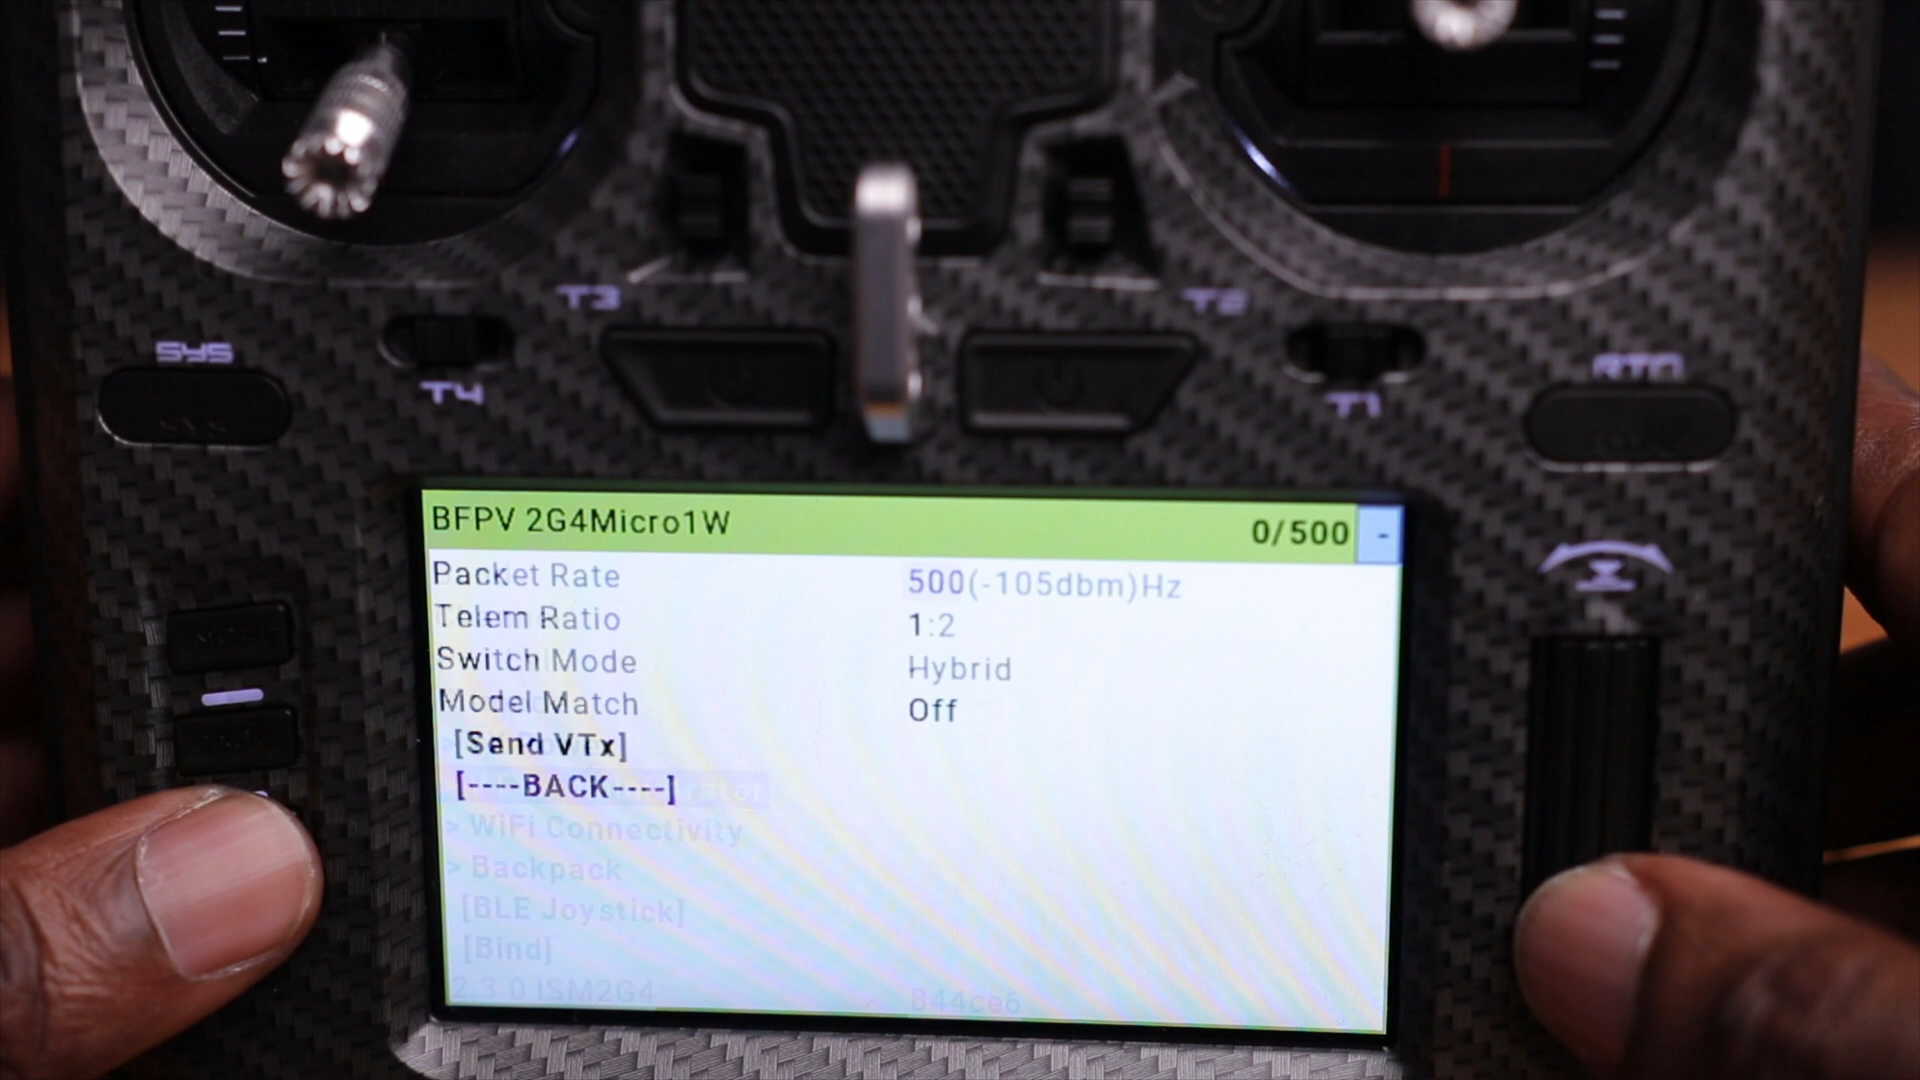 T3
T2
SYS
RTN
T4
T1
BFPV 2G4Micro1W 0/500 -
Packet Rate 500(-105dbm)Hz
Telem Ratio 1:2
Switch Mode Hybrid
Model Match Off
[Send VTx]
[----BACK----]
> WiFi Connectivity
> Backpack
[BLE Joystick]
[Bind]
2.3.0 ISM2G4 844ce6